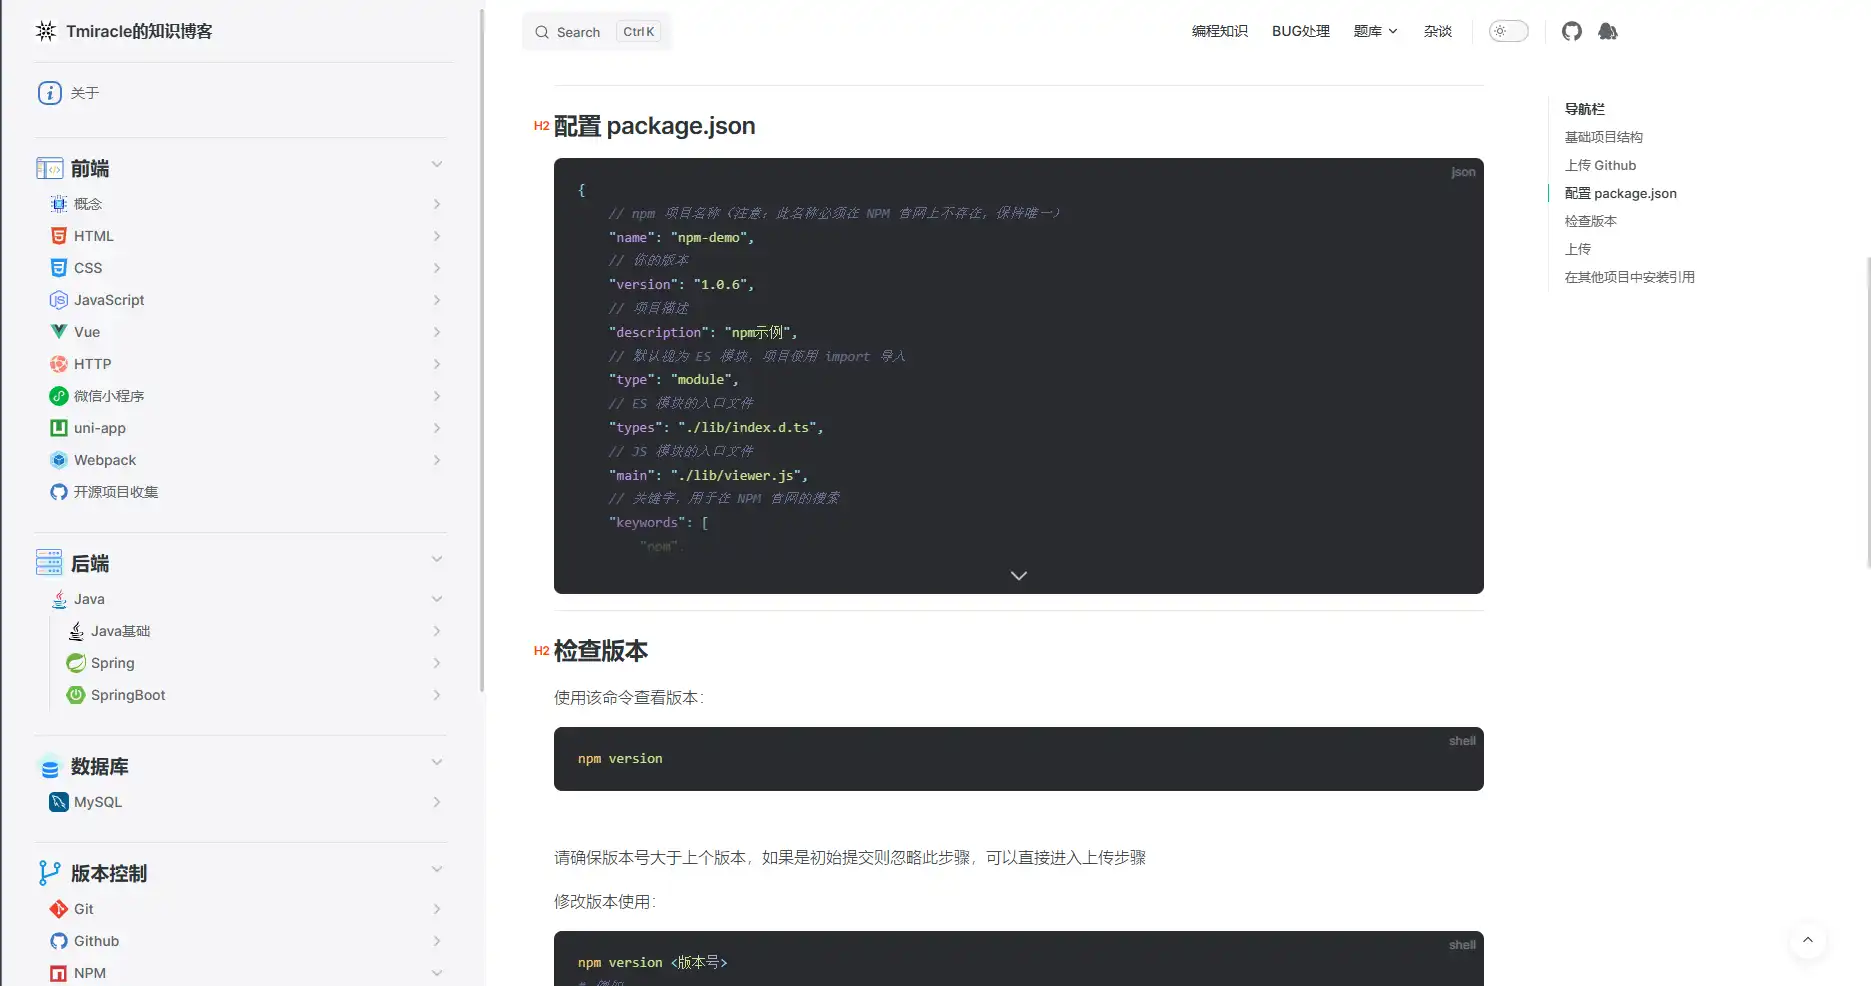 Tmiracle的知识博客
关于
前端
概念
HTML
CSS
JavaScript
Vue
HTTP
微信小程序
uni-app
Webpack
开源项目收集
后端
Java
Java基础
Spring
SpringBoot
数据库
MySQL
版本控制
Git
Github
NPM
Search Ctrl K
编程知识 BUG处理 题库 杂谈
H2 配置 package.json
json
{
// npm 项目名称（注意：此名称必须在 NPM 官网上不存在，保持唯一）
"name": "npm-demo",
// 你的版本
"version": "1.0.6",
// 项目描述
"description": "npm示例",
// 默认视为 ES 模块，项目使用 import 导入
"type": "module",
// ES 模块的入口文件
"types": "./lib/index.d.ts",
// JS 模块的入口文件
"main": "./lib/viewer.js",
// 关键字，用于在 NPM 官网的搜索
"keywords": [
"npm",
H2 检查版本
使用该命令查看版本：
shell
npm version
请确保版本号大于上个版本，如果是初始提交则忽略此步骤，可以直接进入上传步骤
修改版本使用：
shell
npm version <版本号>
导航栏
基础项目结构
上传 Github
配置 package.json
检查版本
上传
在其他项目中安装引用